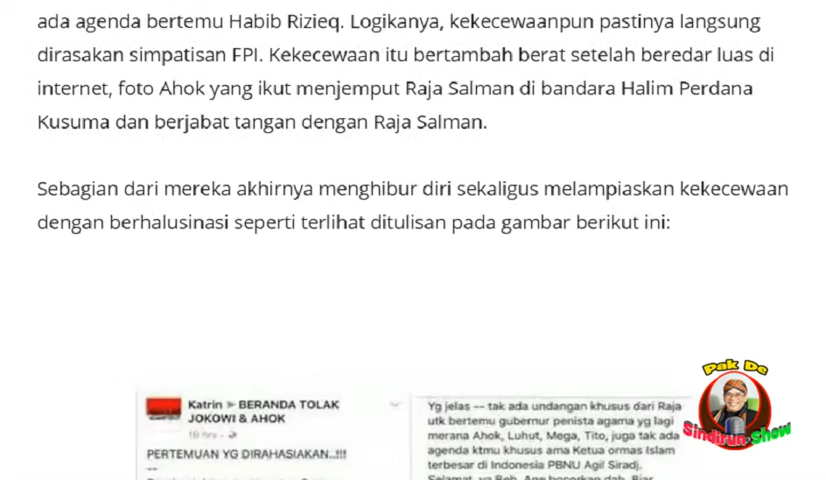 ada agenda bertemu Habib Rizieq. Logikanya, kekecewaanpun pastinya langsung
dirasakan simpatisan FPI. Kekecewaan itu bertambah berat setelah beredar luas di
internet, foto Ahok yang ikut menjemput Raja Salman di bandara Halim Perdana
Kusuma dan berjabat tangan dengan Raja Salman.
Sebagian dari mereka akhirnya menghibur diri sekaligus melampiaskan kekecewaan
dengan berhalusinasi seperti terlihat ditulisan pada gambar berikut ini:
Pak De
Sindirun Show
Katrin ► BERANDA TOLAK
JOKOWI & AHOK
PERTEMUAN YG DIRAHASIAKAN..!!!
--
Yg jelas -- tak ada undangan khusus dari Raja
utk bertemu gubernur penista agama yg lagi
merana Ahok, Luhut, Mega, Tito, juga tak ada
agenda ktmu khusus ama Ketua ormas Islam
terbesar di Indonesia PBNU Agil Siradj.